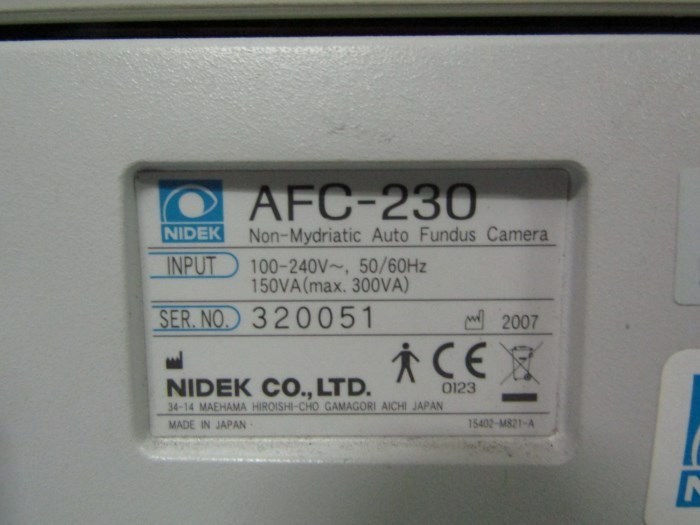 NIDEK
AFC-230
Non-Mydriatic Auto Fundus Camera
INPUT 100-240V~, 50/60Hz
150VA(max. 300VA)
SER. NO. 320051 2007
NIDEK CO., LTD. 0123
34-14 MAEHAMA HIROISHI-CHO GAMAGORI AICHI JAPAN
MADE IN JAPAN 15402-M821-A
N